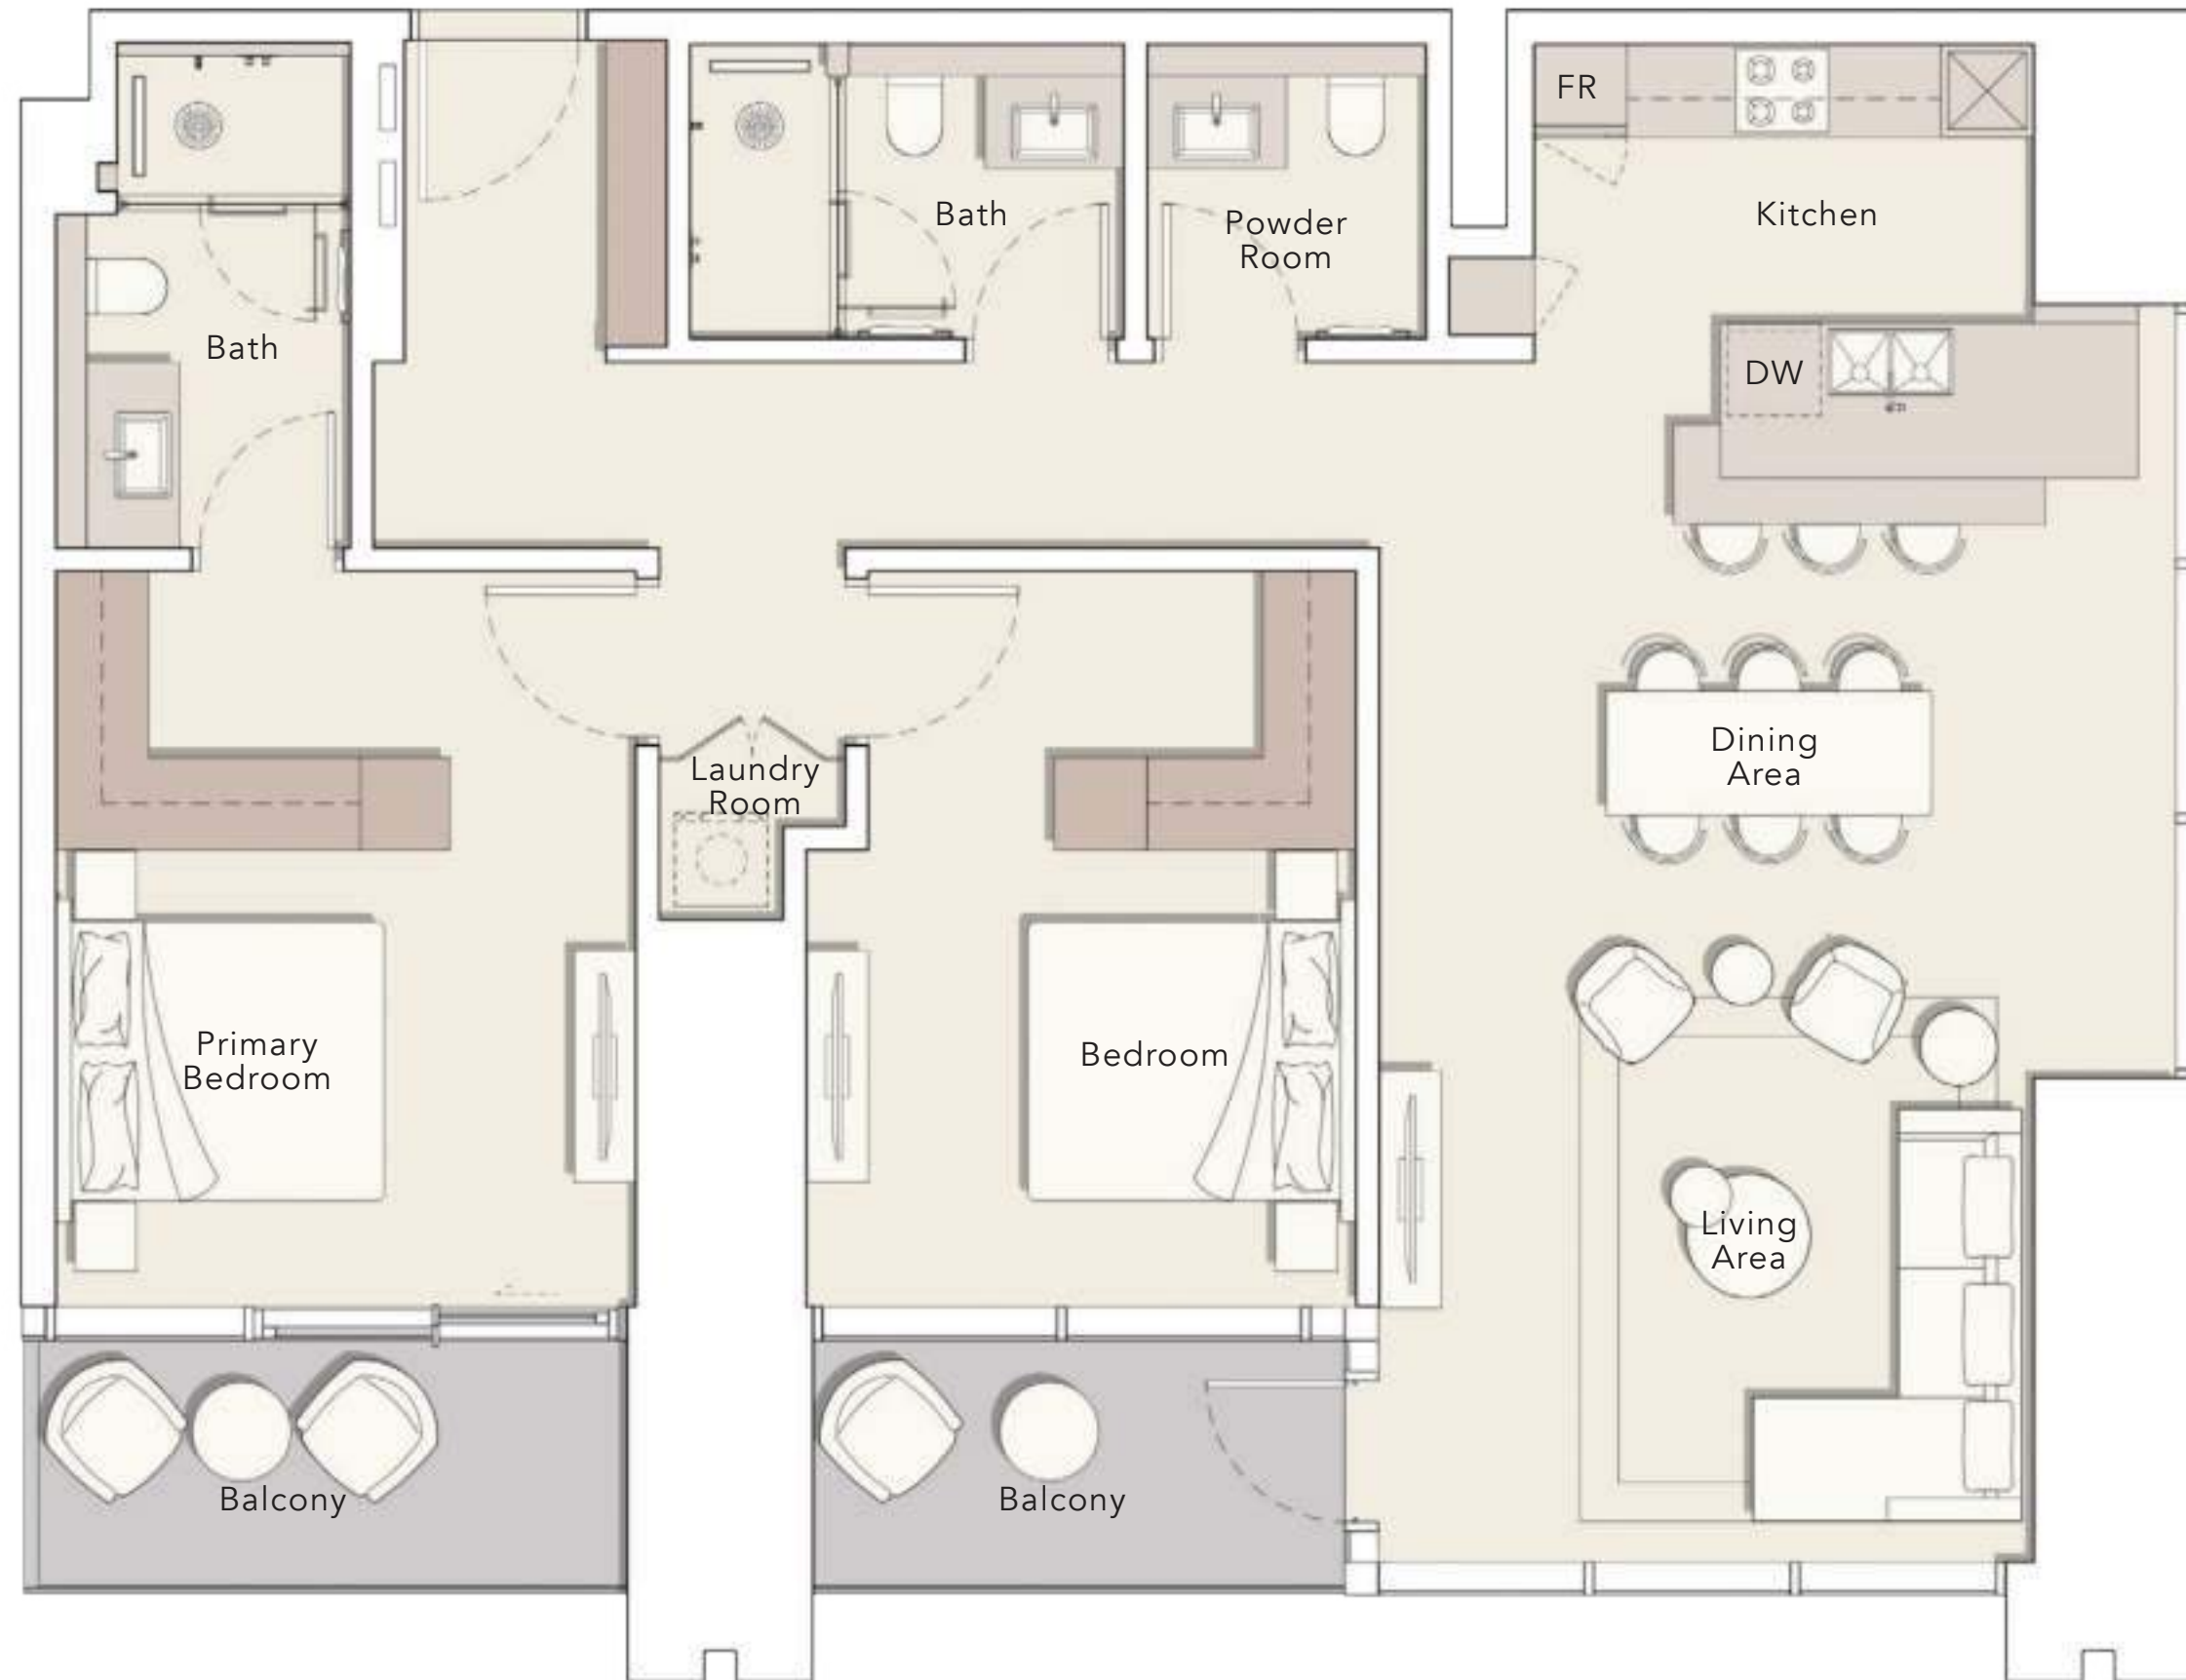 FR
Kitchen
Bath
Powder
Room
Bath
DW
Dining
Area
Laundry
Room
Primary
Bedroom
Bedroom
Living
Area
Balcony
Balcony